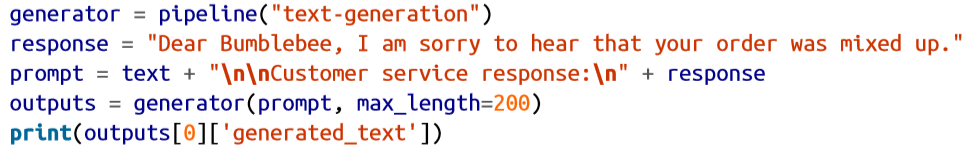 generator = pipeline("text-generation")
response = "Dear Bumblebee, I am sorry to hear that your order was mixed up."
prompt = text + "\n\nCustomer service response:\n" + response
outputs = generator(prompt, max_length=200)
print(outputs[0]['generated_text'])